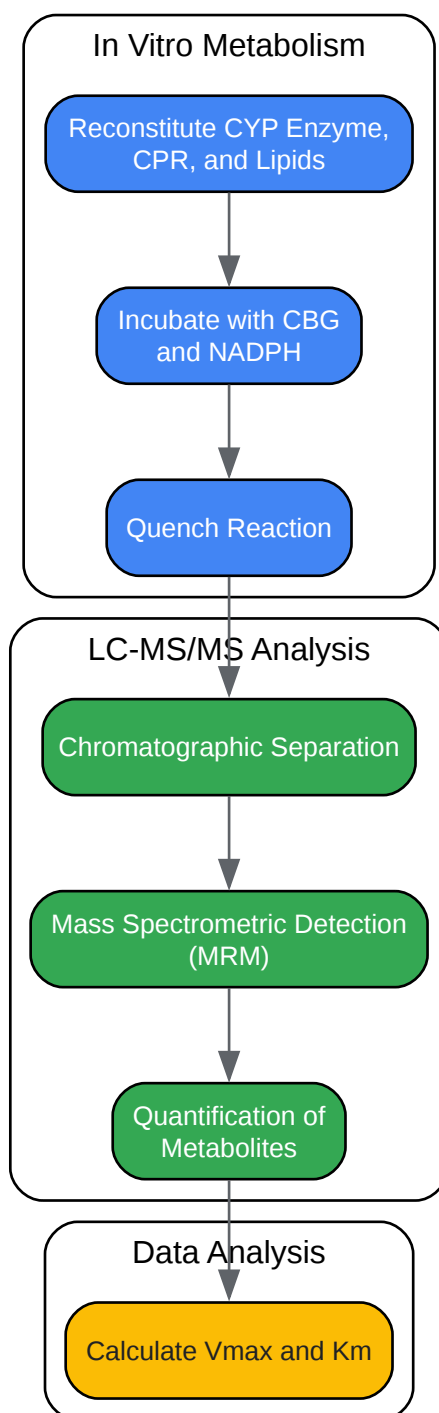 In Vitro Metabolism
Reconstitute CYP Enzyme,
CPR, and Lipids
Incubate with CBG
and NADPH
Quench Reaction
LC-MS/MS Analysis
Chromatographic Separation
Mass Spectrometric Detection
(MRM)
Quantification of
Metabolites
Data Analysis
Calculate Vmax and Km